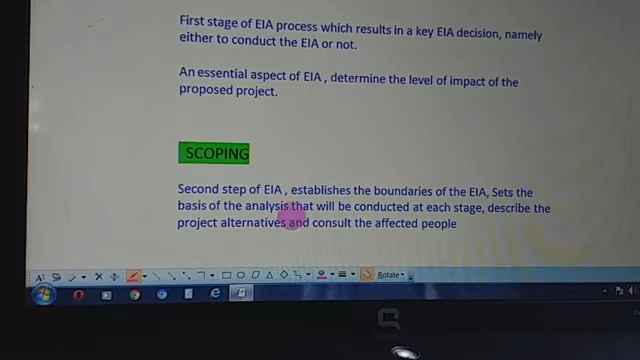 First stage of EIA process which results in a key EIA decision, namely
either to conduct the EIA or not.
An essential aspect of EIA , determine the level of impact of the
proposed project.
SCOPING
Second step of EIA , establishes the boundaries of the EIA, Sets the
basis of the analysis that will be conducted at each stage, describe the
project alternatives and consult the affected people
Rotate